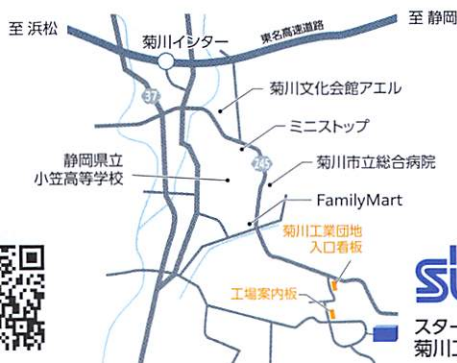 至 浜松
菊川インター
東名高速道路
至 静岡
37
菊川文化会館アエル
ミニストップ
245
静岡県立
小笠高等学校
菊川市立総合病院
FamilyMart
菊川工業団地
入口看板
工場案内板
スター
菊川工